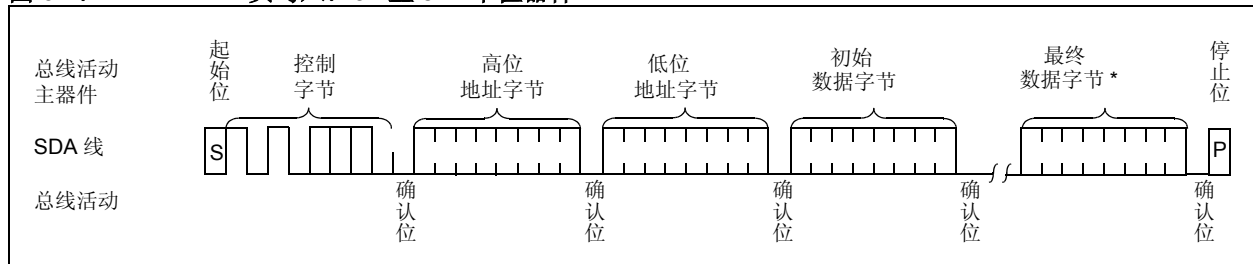 总线活动
主器件
起始位
控制
字节
高位
地址字节
低位
地址字节
初始
数据字节
最终
数据字节 *
停止位
SDA 线
S
P
总线活动
确认位
确认位
确认位
确认位
确认位